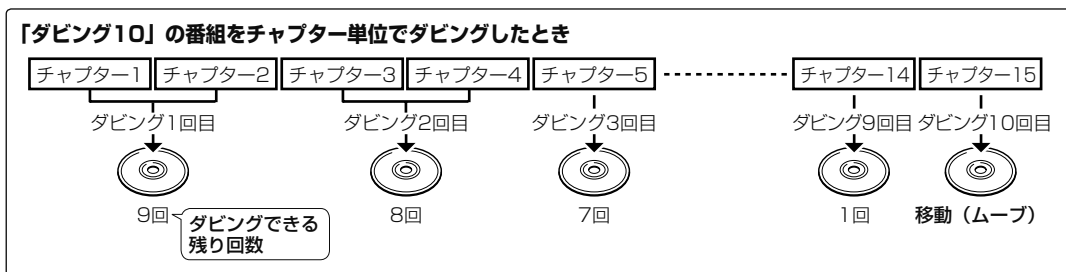 「ダビング10」の番組をチャプター単位でダビングしたとき
チャプター1 チャプター2 チャプター3 チャプター4 チャプター5 チャプター14 チャプター15
ダビング1回目 ダビング2回目 ダビング3回目 ダビング9回目 ダビング10回目
9回 8回 7回 1回 移動（ムーブ）
ダビングできる
残り回数